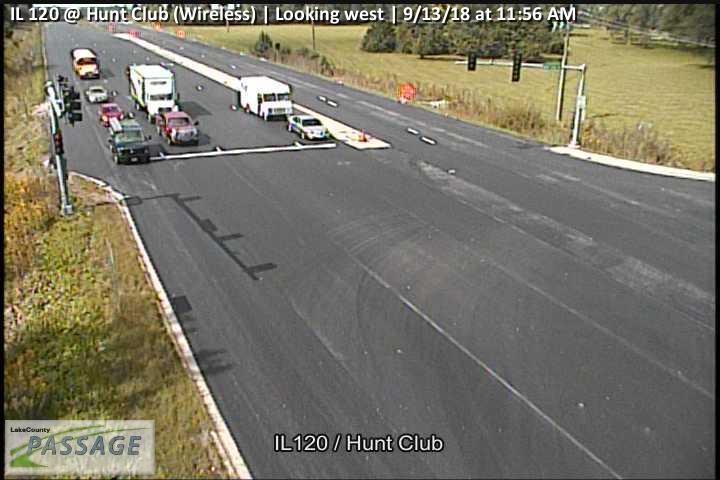 IL 120 @ Hunt Club (Wireless) | Looking west | 9/13/18 at 11:56 AM
IL120 / Hunt Club
LakeCounty
PASSAGE